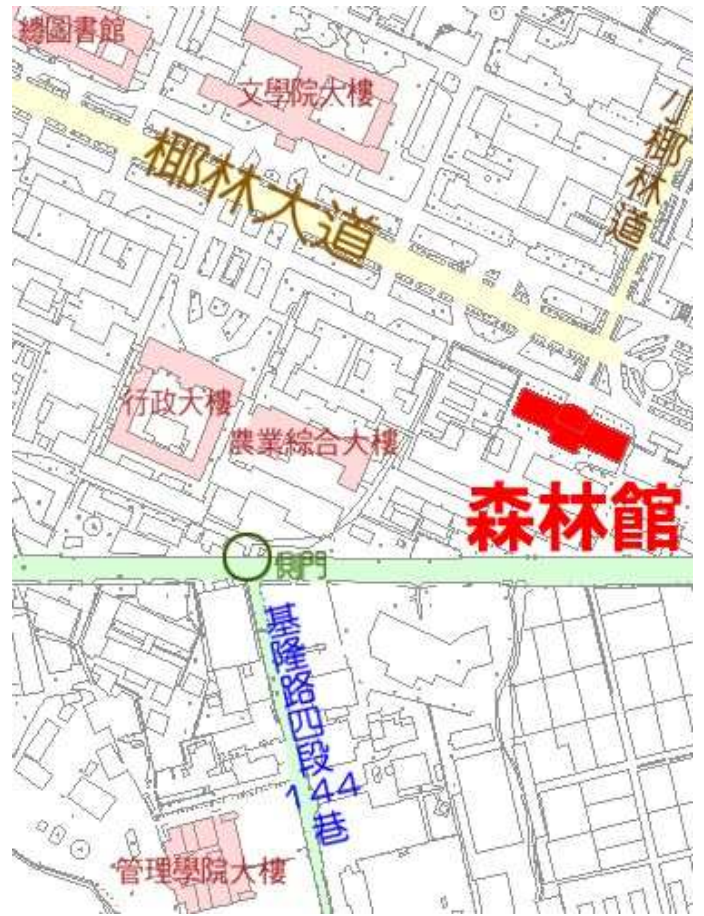 總圖書館
文學院大樓
小椰林道
椰林大道
行政大樓
農業綜合大樓
森林館
側門
基隆路四段144巷
管理學院大樓